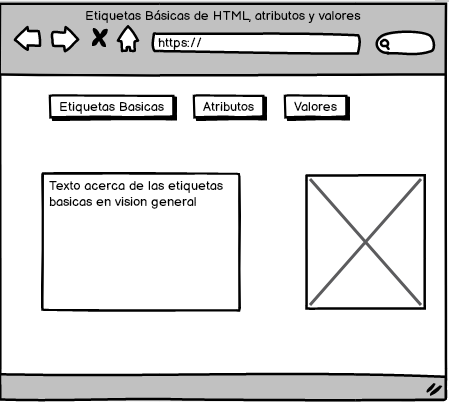 Etiquetas Básicas de HTML, atributos y valores
https://
Etiquetas Basicas
Atributos
Valores
Texto acerca de las etiquetas
basicas en vision general